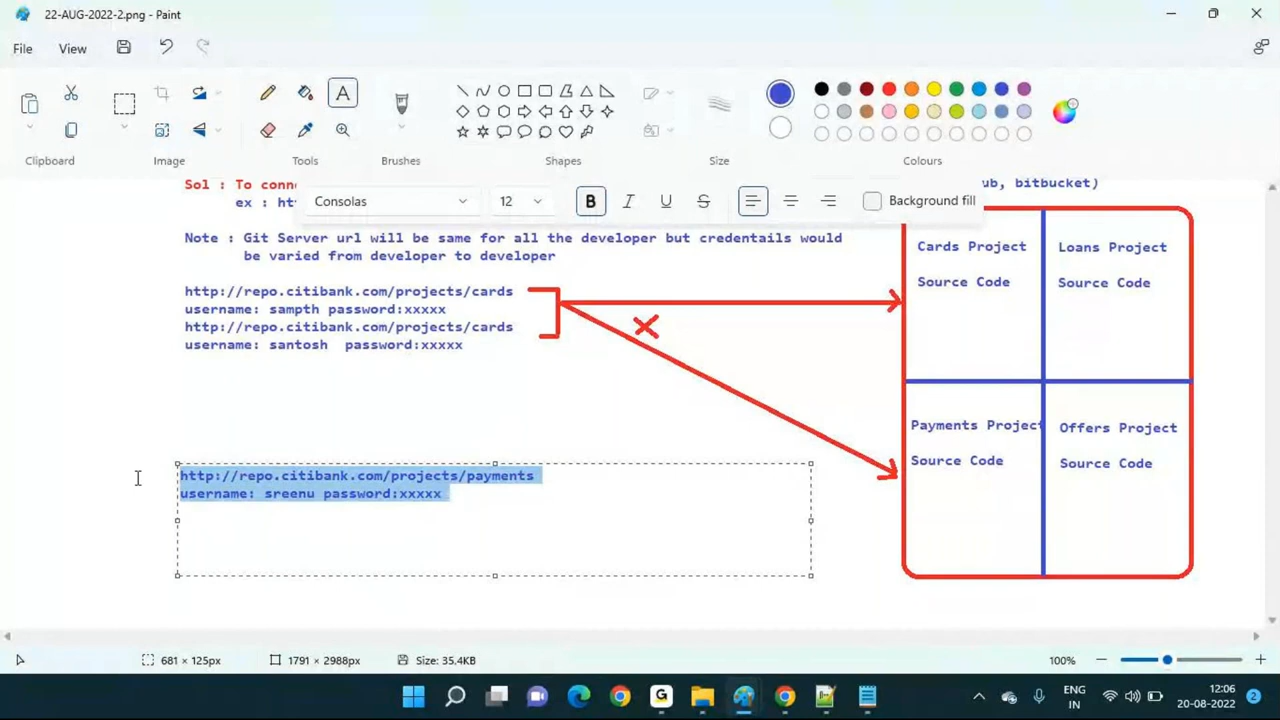 22-AUG-2022-2.png - Paint
File View
Clipboard
Image
Tools
Brushes
Shapes
Size
Colours
A
Sol : To conn
ub, bitbucket)
Consolas 12 B I U S Background fill
ex : ht
Note : Git Server url will be same for all the developer but credentails would
be varied from developer to developer
http://repo.citibank.com/projects/cards
username: sampth password:xxxxx
http://repo.citibank.com/projects/cards
username: santosh password:xxxxx
Cards Project
Source Code
Loans Project
Source Code
Payments Project
Source Code
Offers Project
Source Code
http://repo.citibank.com/projects/payments
username: sreenu password:xxxxx
681 × 125px 1791 × 2988px Size: 35.4KB 100%
G
ENG
IN
12:06
20-08-2022
2